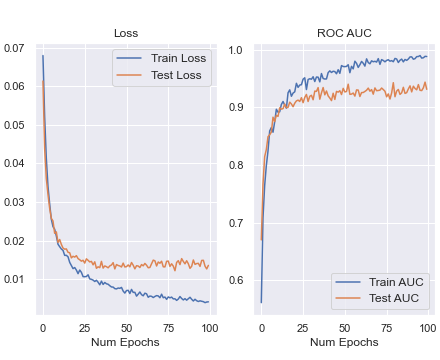 Loss
0.07
0.06
0.05
0.04
0.03
0.02
0.01
0
25
50
75
100
Num Epochs
Train Loss
Test Loss
ROC AUC
1.0
0.9
0.8
0.7
0.6
0
25
50
75
100
Num Epochs
Train AUC
Test AUC